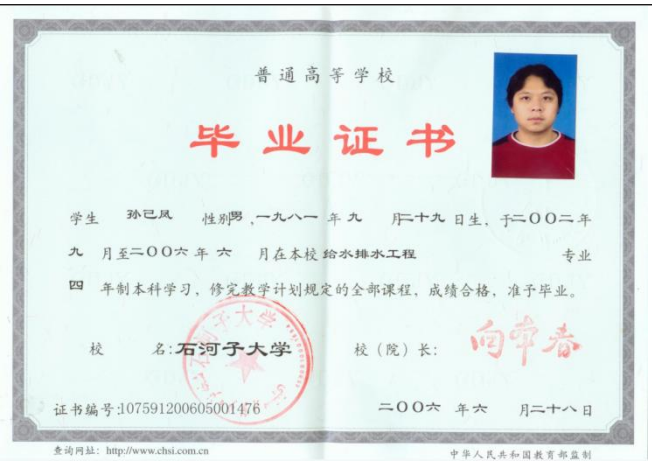 普通高等学校
毕业证书
学生 孙已凤 性别男,一九八一 年 九 月二十九 日生, 于二〇〇二年
九 月至二〇〇六 年 六 月在本校 给水排水工程 专业
四 年制本科学习, 修完教学计划规定的全部课程, 成绩合格, 准予毕业。
校 名:石河子大学 校(院)长:
证书编号:107591200605001476 二〇〇六 年 六 月二十八日
查询网址: http://www.chsi.com.cn 中华人民共和国教育部监制